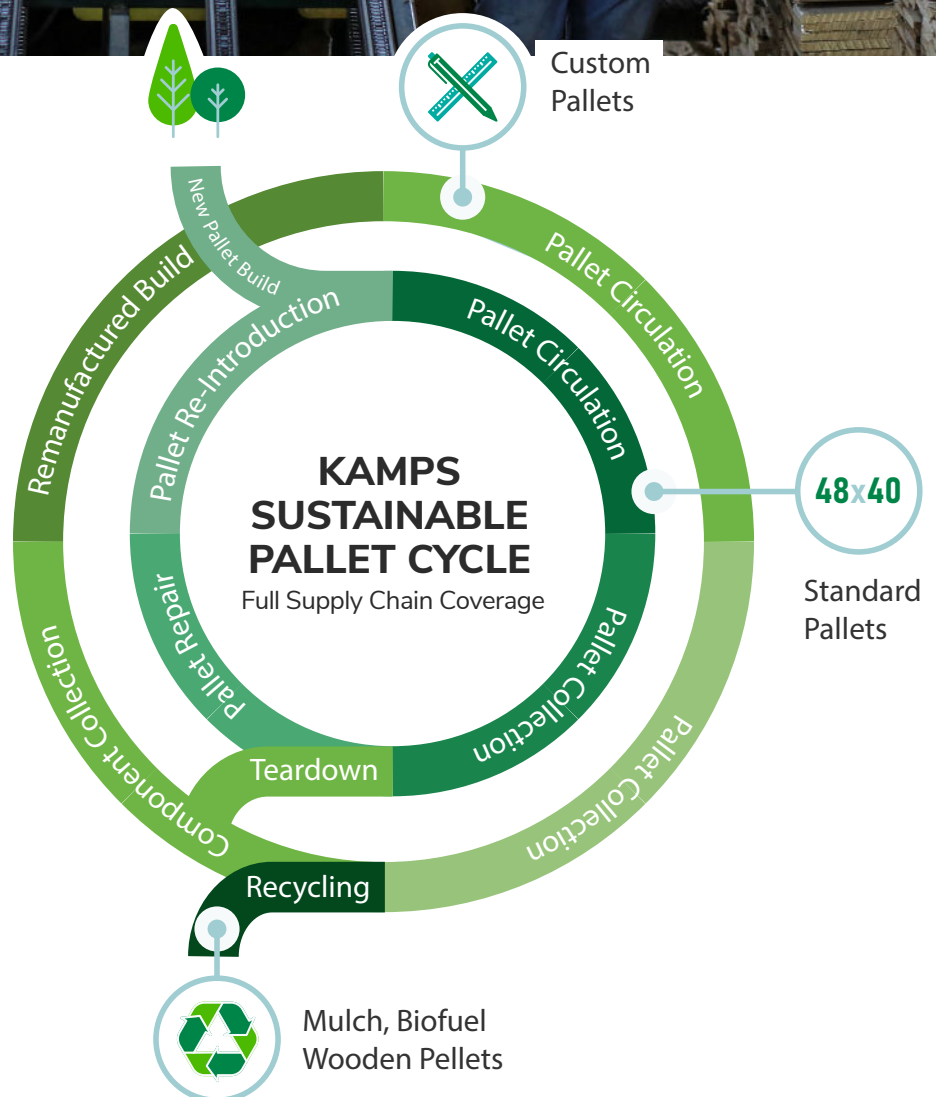 Custom
Pallets
New Pallet Build
Remanufactured Build
Pallet Circulation
Pallet Re-Introduction
Pallet Circulation
KAMPS
SUSTAINABLE
PALLET CYCLE
Full Supply Chain Coverage
48x40
Standard
Pallets
Pallet Repair
Pallet Collection
Component Collection
Pallet Collection
Teardown
Recycling
Mulch, Biofuel
Wooden Pellets